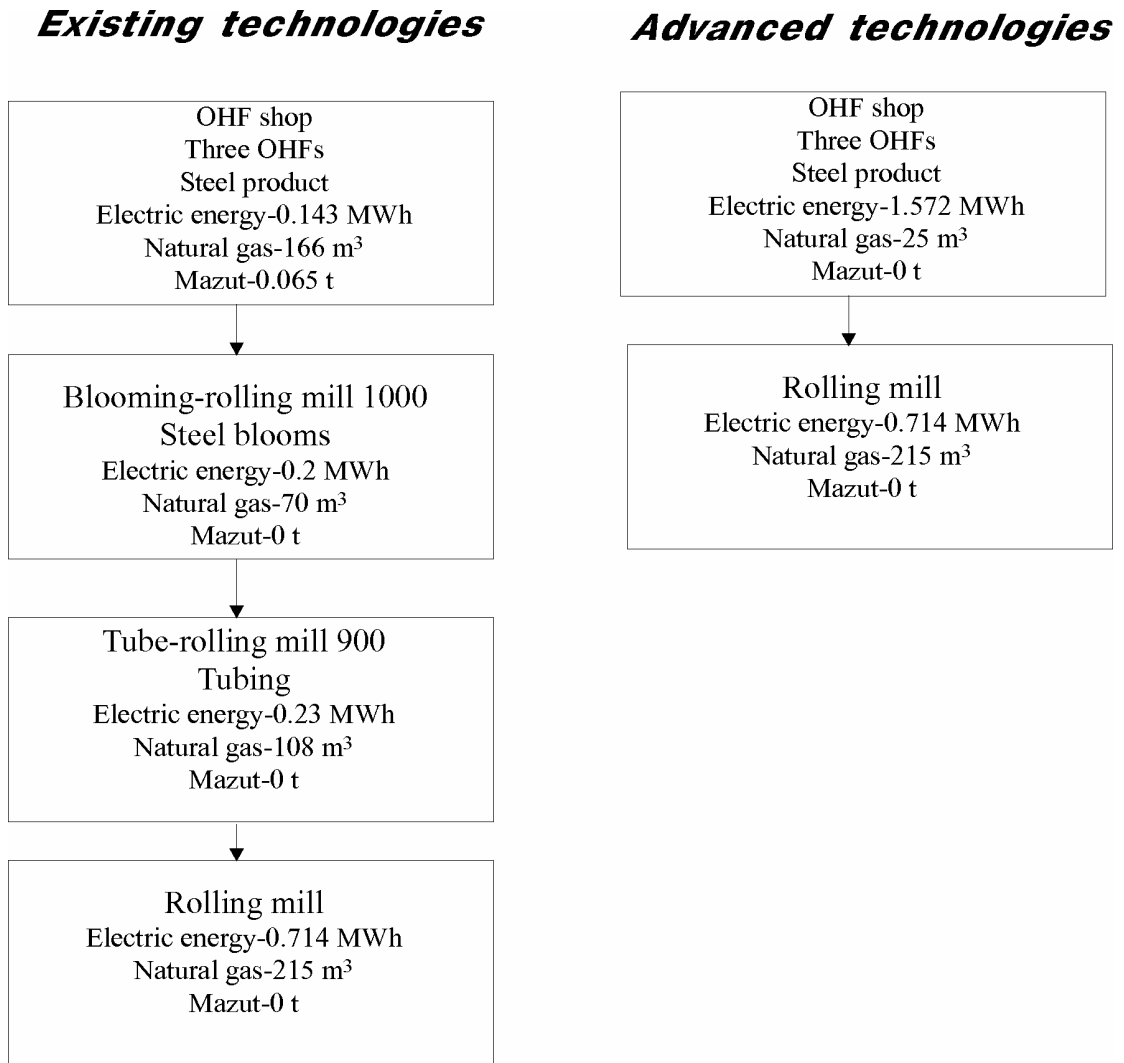 Existing technologies
OHF shop
Three OHFs
Steel product
Electric energy-0.143 MWh
Natural gas-166 m³
Mazut-0.065 t
Blooming-rolling mill 1000
Steel blooms
Electric energy-0.2 MWh
Natural gas-70 m³
Mazut-0 t
Tube-rolling mill 900
Tubing
Electric energy-0.23 MWh
Natural gas-108 m³
Mazut-0 t
Rolling mill
Electric energy-0.714 MWh
Natural gas-215 m³
Mazut-0 t
Advanced technologies
OHF shop
Three OHFs
Steel product
Electric energy-1.572 MWh
Natural gas-25 m³
Mazut-0 t
Rolling mill
Electric energy-0.714 MWh
Natural gas-215 m³
Mazut-0 t